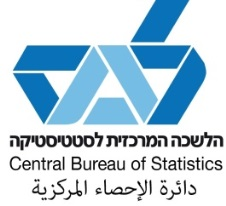 הלשכה המרכזית לסטטיסטיקה
Central Bureau of Statistics
دائرة الإحصاء المركزية